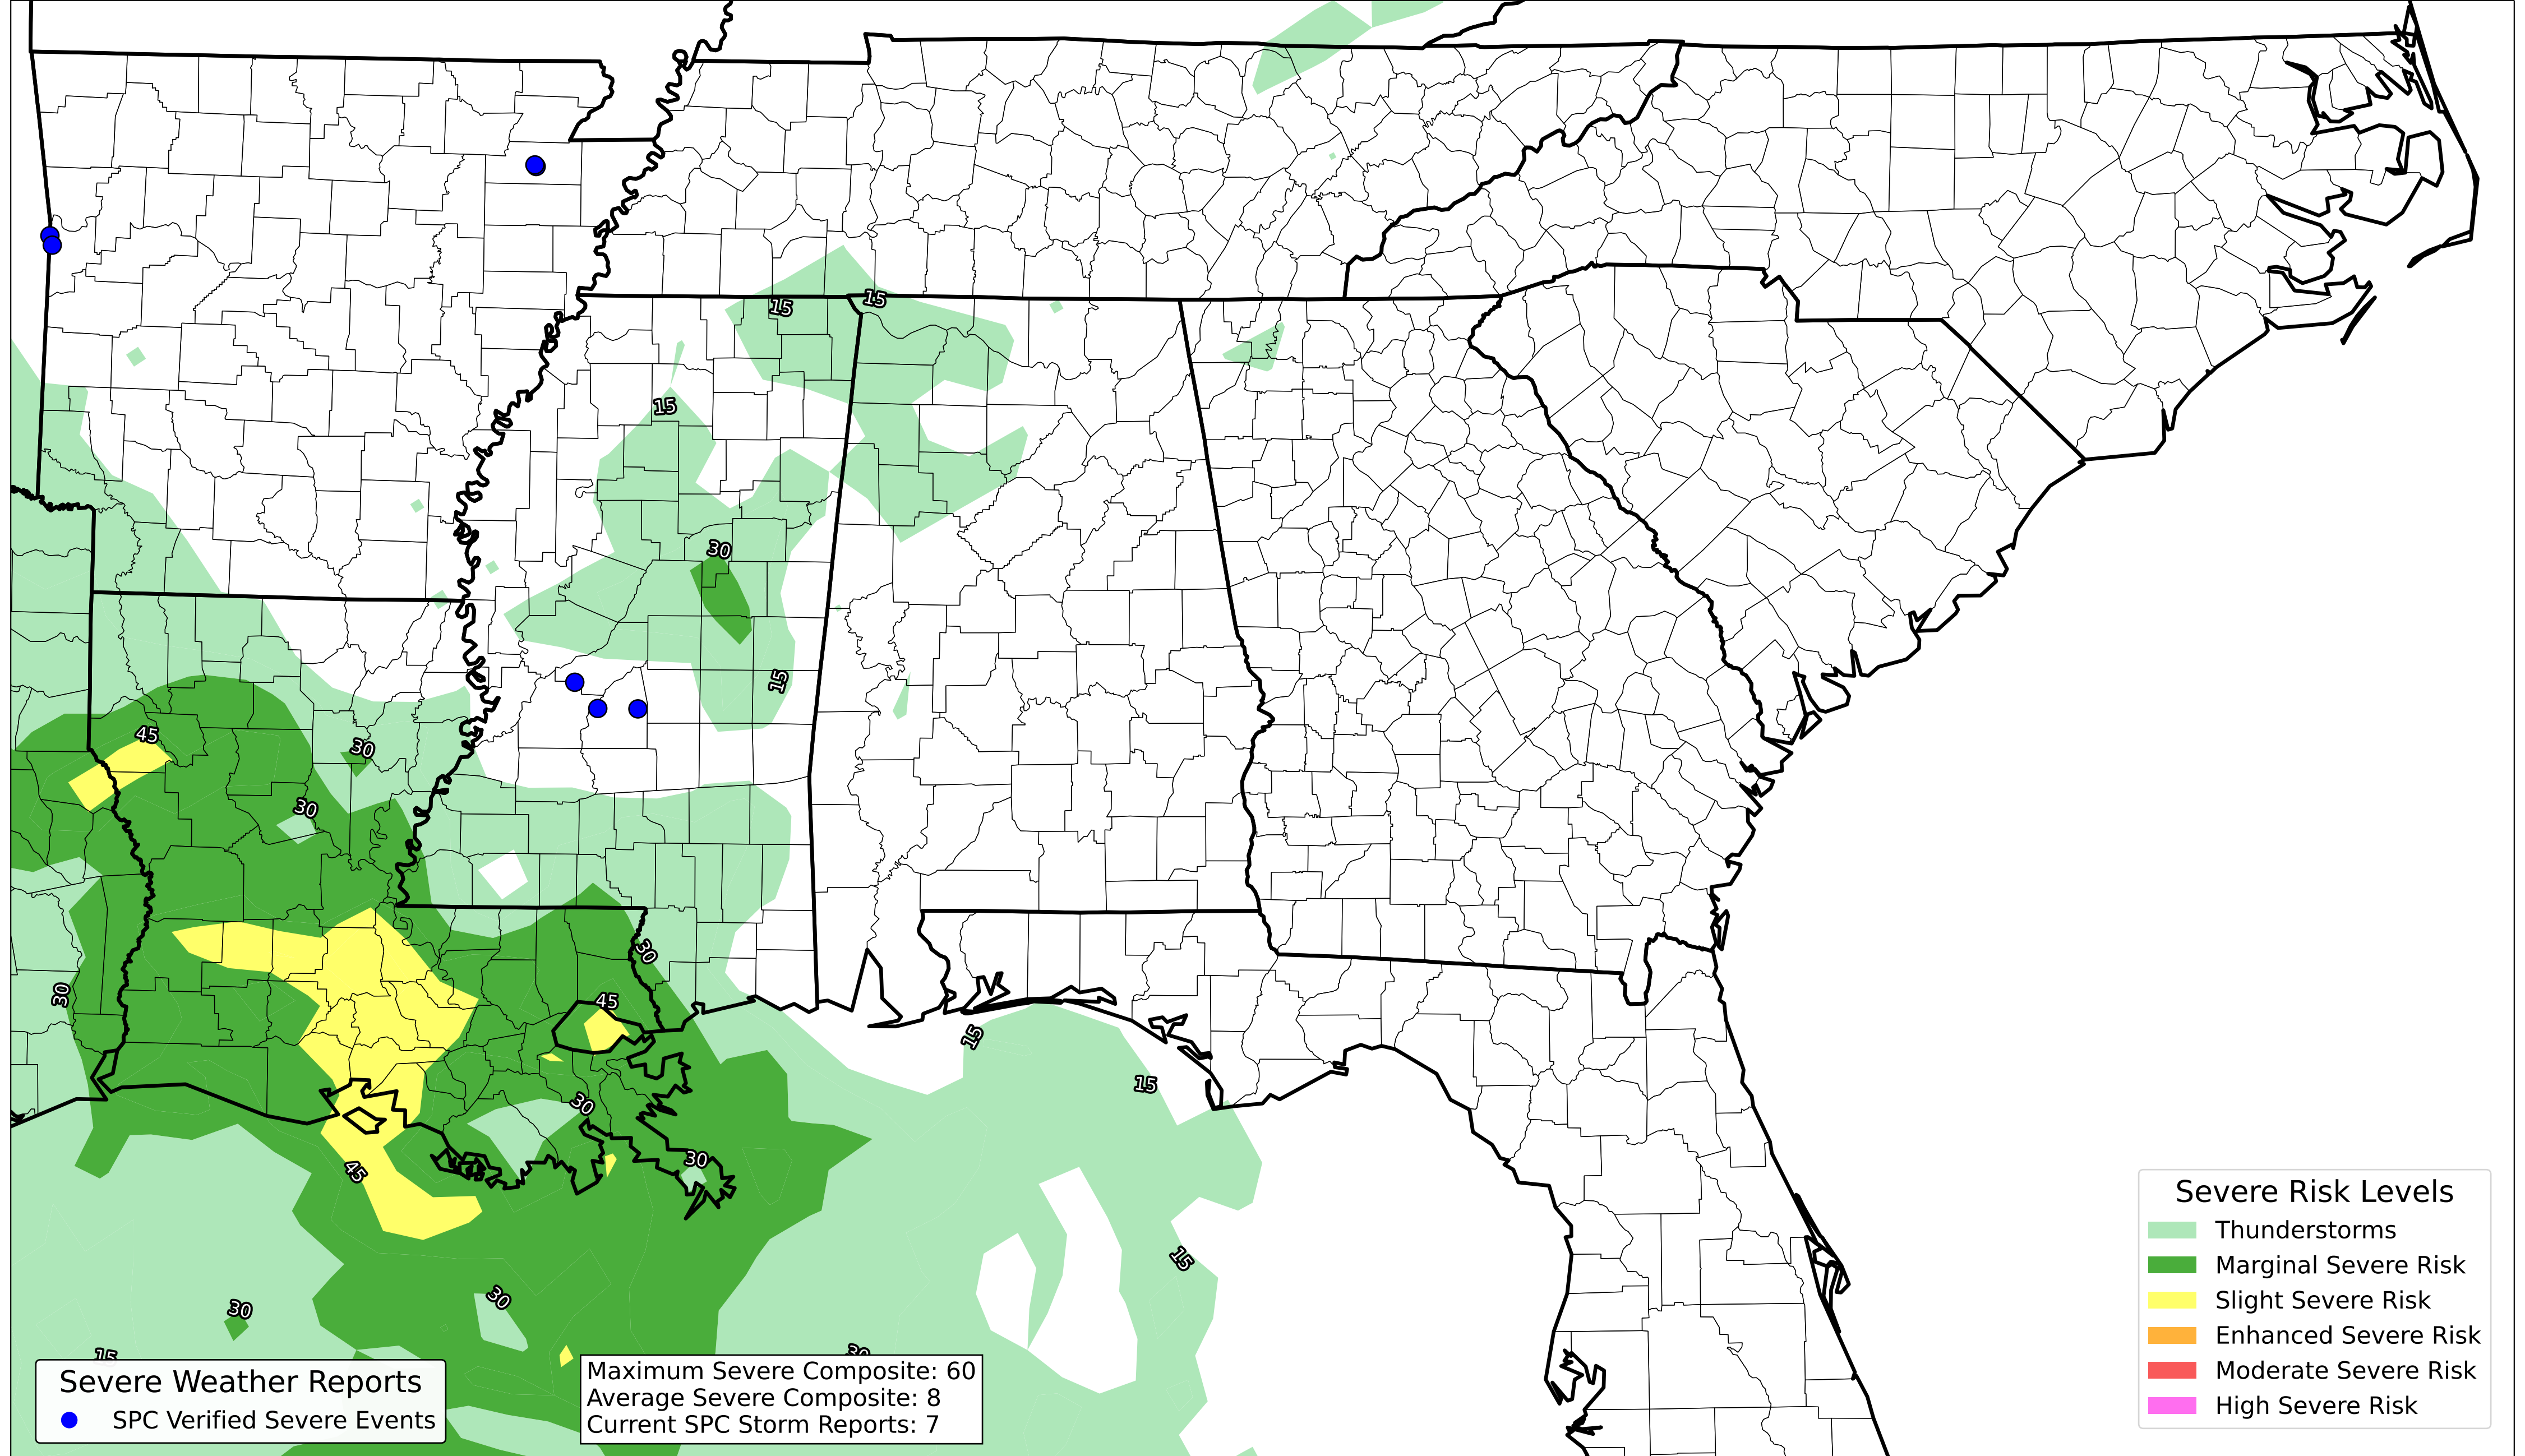 15
15
15
30
15
45
30
30
30
30
45
15
15
30
30
45
15
30
30
15
30
Severe Risk Levels
Thunderstorms
Marginal Severe Risk
Slight Severe Risk
Enhanced Severe Risk
Moderate Severe Risk
High Severe Risk
Severe Weather Reports
SPC Verified Severe Events
Maximum Severe Composite: 60
Average Severe Composite: 8
Current SPC Storm Reports: 7